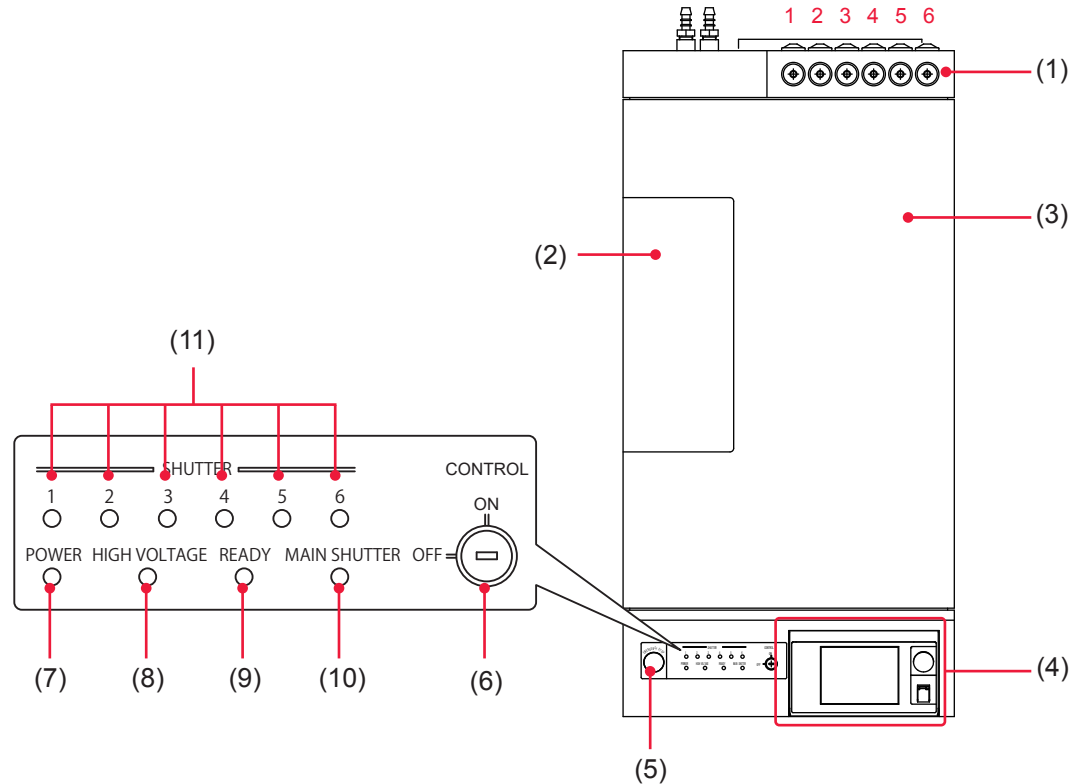 1 2 3 4 5 6
(1)
(3)
(2)
(11)
SHUTTER
CONTROL
1 2 3 4 5 6
ON
POWER HIGH VOLTAGE READY MAIN SHUTTER OFF
(7) (8) (9) (10) (6)
(4)
(5)